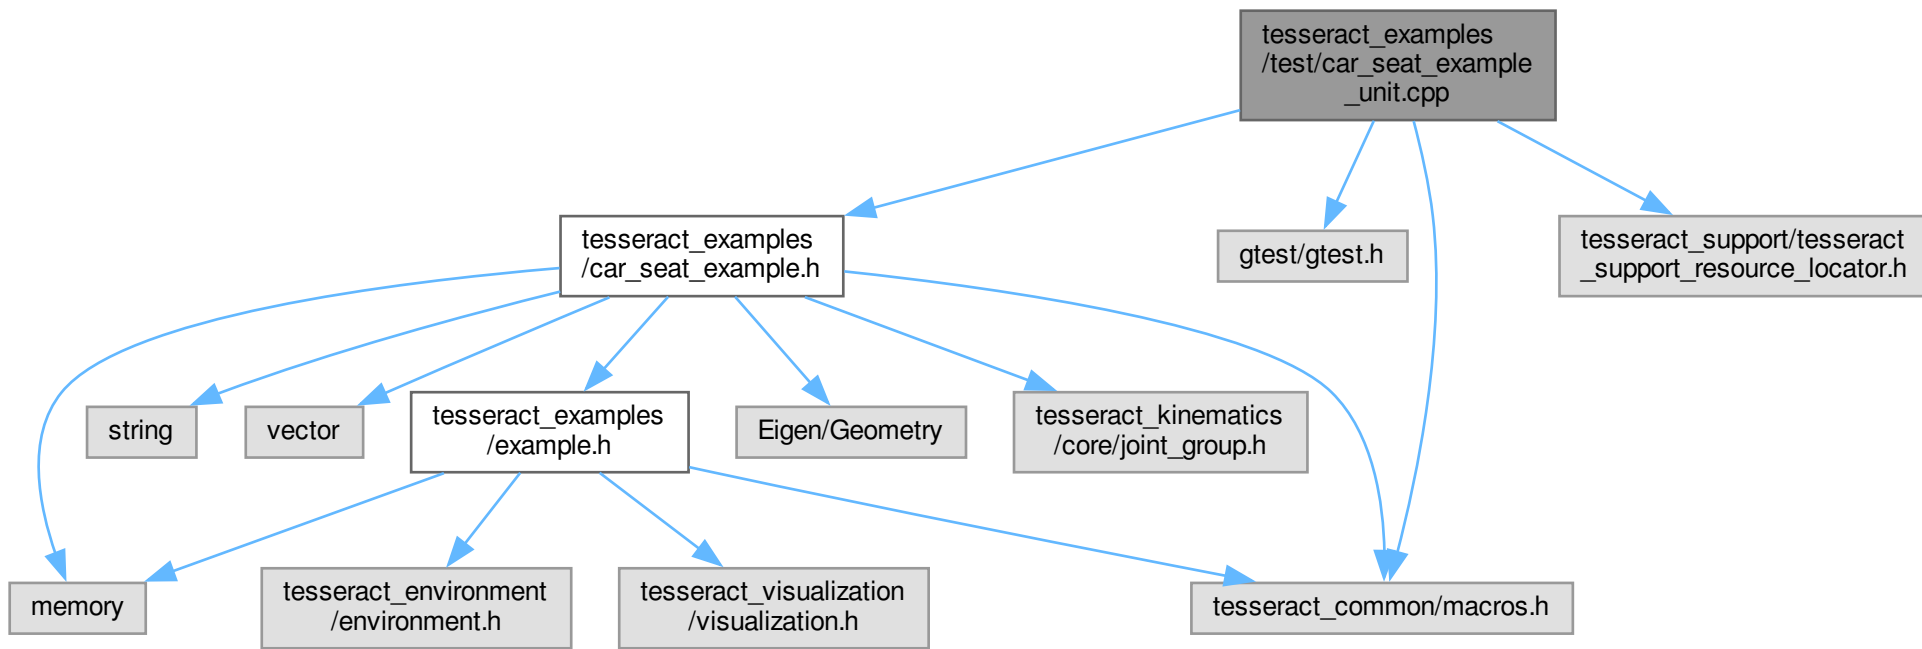 tesseract_examples
/test/car_seat_example
_unit.cpp
tesseract_examples
/car_seat_example.h
gtest/gtest.h
tesseract_support/tesseract
_support_resource_locator.h
string
vector
tesseract_examples
/example.h
Eigen/Geometry
tesseract_kinematics
/core/joint_group.h
memory
tesseract_environment
/environment.h
tesseract_visualization
/visualization.h
tesseract_common/macros.h